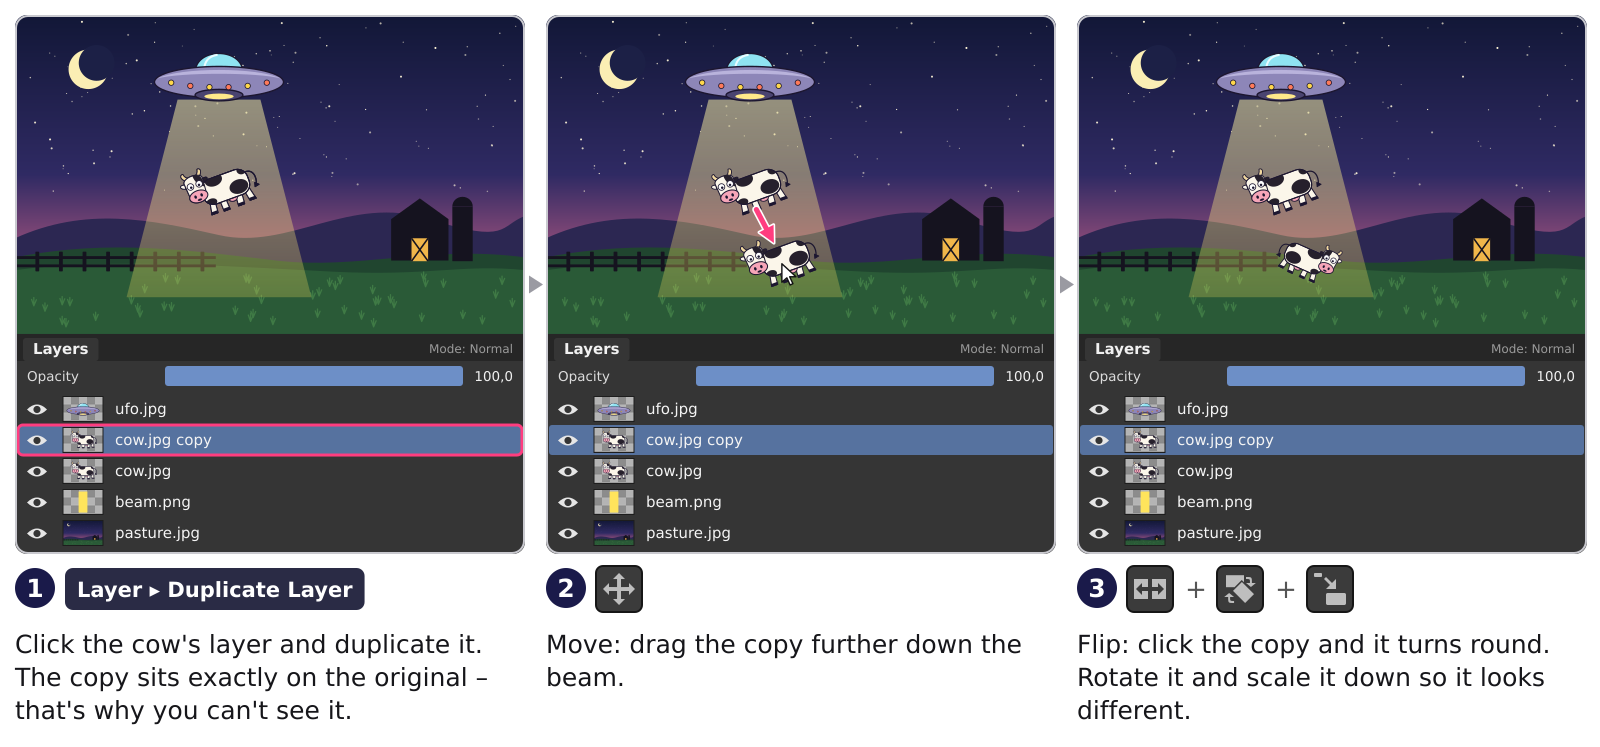 Layers
Mode: Normal
Opacity
100,0
ufo.jpg
cow.jpg copy
cow.jpg
beam.png
pasture.jpg
1 Layer ▸ Duplicate Layer
Click the cow's layer and duplicate it.
The copy sits exactly on the original –
that's why you can't see it.
Layers
Mode: Normal
Opacity
100,0
ufo.jpg
cow.jpg copy
cow.jpg
beam.png
pasture.jpg
2
Move: drag the copy further down the
beam.
Layers
Mode: Normal
Opacity
100,0
ufo.jpg
cow.jpg copy
cow.jpg
beam.png
pasture.jpg
3 + +
Flip: click the copy and it turns round.
Rotate it and scale it down so it looks
different.